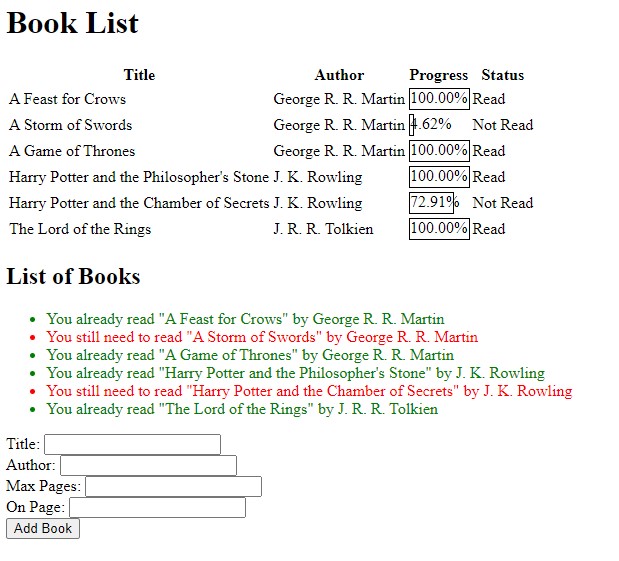 Book List
Title Author Progress Status
A Feast for Crows George R. R. Martin 100.00% Read
A Storm of Swords George R. R. Martin 4.62% Not Read
A Game of Thrones George R. R. Martin 100.00% Read
Harry Potter and the Philosopher's Stone J. K. Rowling 100.00% Read
Harry Potter and the Chamber of Secrets J. K. Rowling 72.91% Not Read
The Lord of the Rings J. R. R. Tolkien 100.00% Read
List of Books
• You already read "A Feast for Crows" by George R. R. Martin
• You still need to read "A Storm of Swords" by George R. R. Martin
• You already read "A Game of Thrones" by George R. R. Martin
• You already read "Harry Potter and the Philosopher's Stone" by J. K. Rowling
• You still need to read "Harry Potter and the Chamber of Secrets" by J. K. Rowling
• You already read "The Lord of the Rings" by J. R. R. Tolkien
Title:
Author:
Max Pages:
On Page:
Add Book